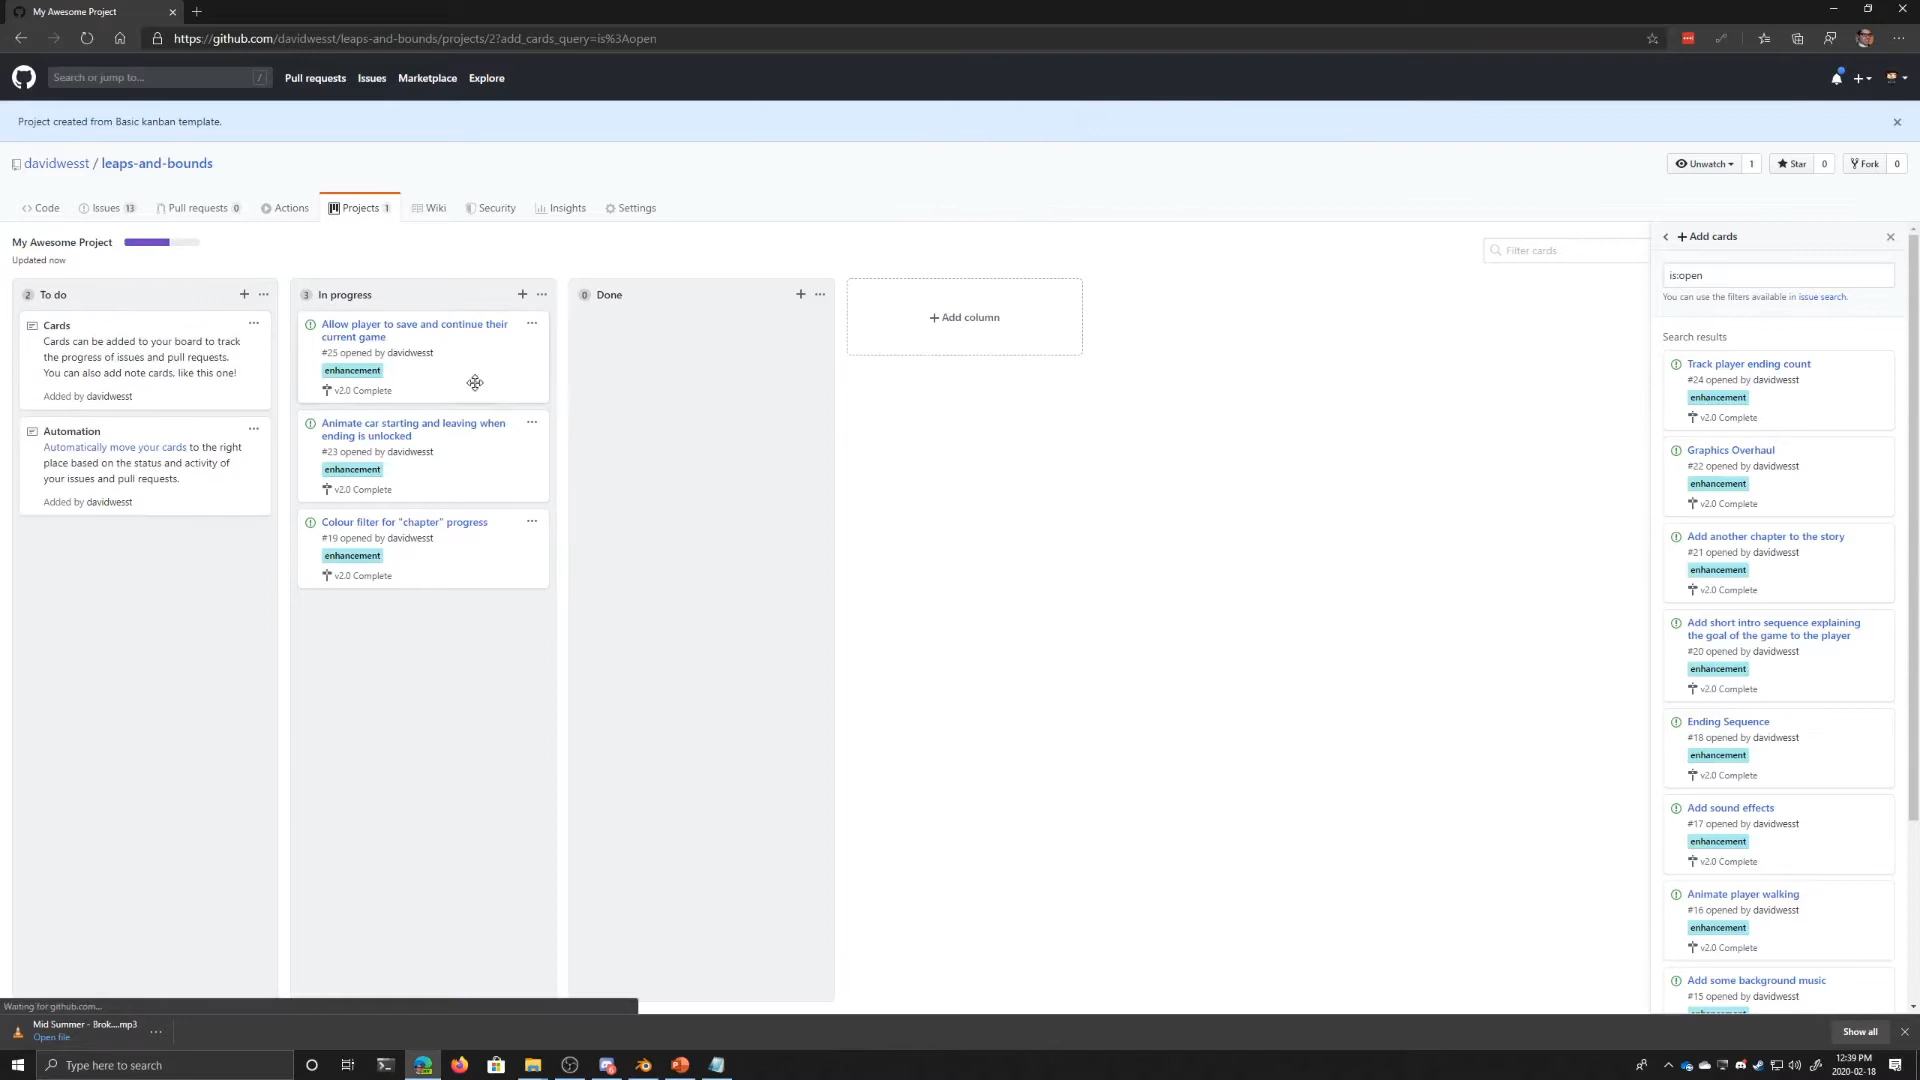 My Awesome Project
https://github.com/davidwesst/leaps-and-bounds/projects/2?add_cards_query=is%3Aopen
Search or jump to... /
Pull requests Issues Marketplace Explore
Project created from Basic kanban template.
davidwesst / leaps-and-bounds
Unwatch 1 Star 0 Fork 0
Code Issues 13 Pull requests 0 Actions Projects 1 Wiki Security Insights Settings
My Awesome Project
Updated now
Filter cards
2 To do
Cards
Cards can be added to your board to track
the progress of issues and pull requests.
You can also add note cards, like this one!
Added by davidwesst
Automation
Automatically move your cards to the right
place based on the status and activity of
your issues and pull requests.
Added by davidwesst
3 In progress
Allow player to save and continue their
current game
#25 opened by davidwesst
enhancement
v2.0 Complete
Animate car starting and leaving when
ending is unlocked
#23 opened by davidwesst
enhancement
v2.0 Complete
Colour filter for "chapter" progress
#19 opened by davidwesst
enhancement
v2.0 Complete
0 Done
+ Add column
+ Add cards
is:open
You can use the filters available in issue search.
Search results
Track player ending count
#24 opened by davidwesst
enhancement
v2.0 Complete
Graphics Overhaul
#22 opened by davidwesst
enhancement
v2.0 Complete
Add another chapter to the story
#21 opened by davidwesst
enhancement
v2.0 Complete
Add short intro sequence explaining
the goal of the game to the player
#20 opened by davidwesst
enhancement
v2.0 Complete
Ending Sequence
#18 opened by davidwesst
enhancement
v2.0 Complete
Add sound effects
#17 opened by davidwesst
enhancement
v2.0 Complete
Animate player walking
#16 opened by davidwesst
enhancement
v2.0 Complete
Add some background music
#15 opened by davidwesst
enhancement
Waiting for github.com...
Mid Summer - Brok....mp3
Open file
Show all
Type here to search
12:39 PM
2020-02-18